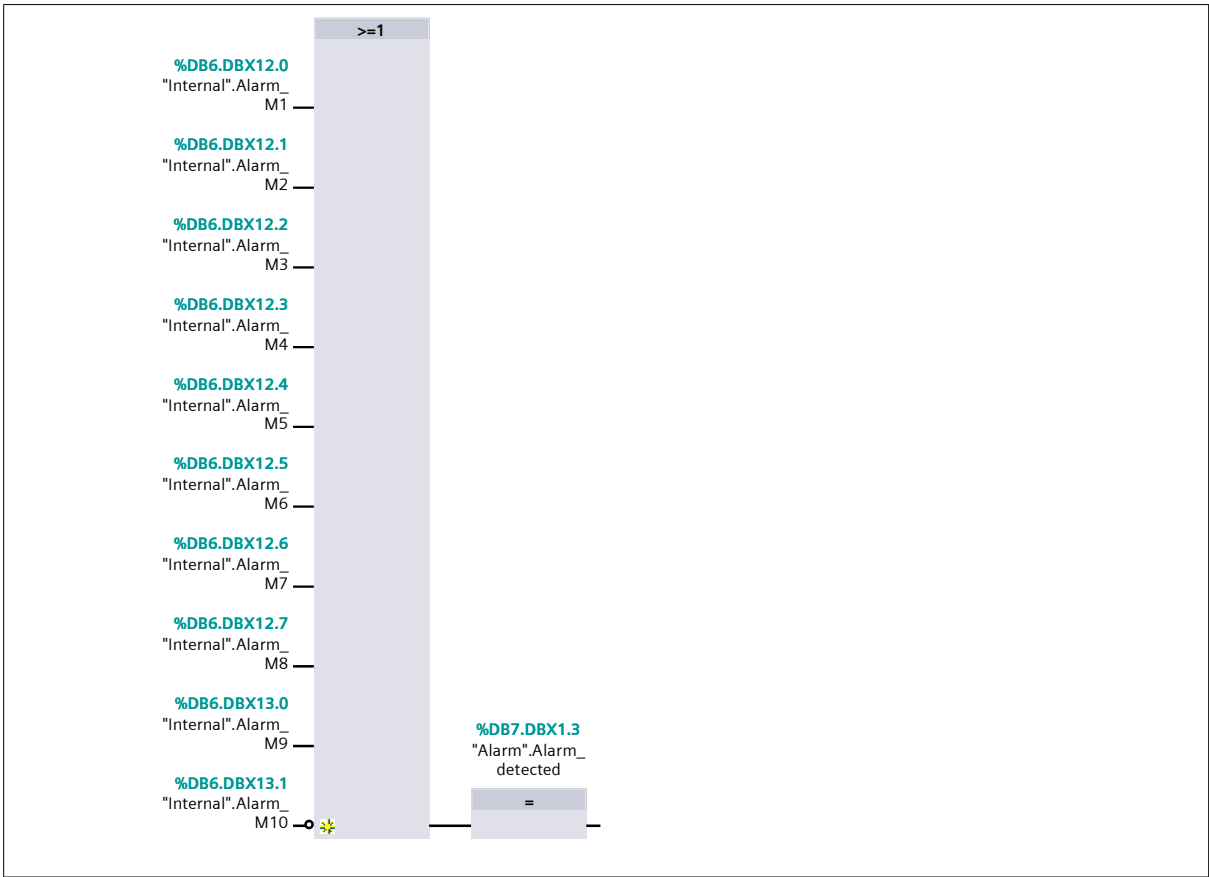 >=1
%DB6.DBX12.0
"Internal".Alarm_
M1
%DB6.DBX12.1
"Internal".Alarm_
M2
%DB6.DBX12.2
"Internal".Alarm_
M3
%DB6.DBX12.3
"Internal".Alarm_
M4
%DB6.DBX12.4
"Internal".Alarm_
M5
%DB6.DBX12.5
"Internal".Alarm_
M6
%DB6.DBX12.6
"Internal".Alarm_
M7
%DB6.DBX12.7
"Internal".Alarm_
M8
%DB6.DBX13.0
"Internal".Alarm_
M9
%DB6.DBX13.1
"Internal".Alarm_
M10
%DB7.DBX1.3
"Alarm".Alarm_
detected
=